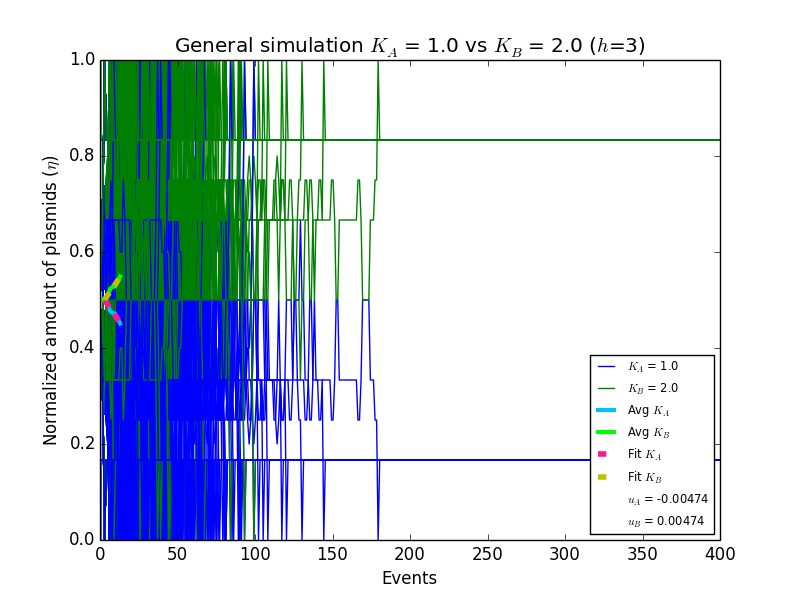 General simulation K_A = 1.0 vs K_B = 2.0 (h=3)
Normalized amount of plasmids (η)
1.0
0.8
0.6
0.4
0.2
0.0
0 50 100 150 200 250 300 350 400
Events
K_A = 1.0
K_B = 2.0
Avg K_A
Avg K_B
Fit K_A
Fit K_B
u_A = -0.00474
u_B = 0.00474